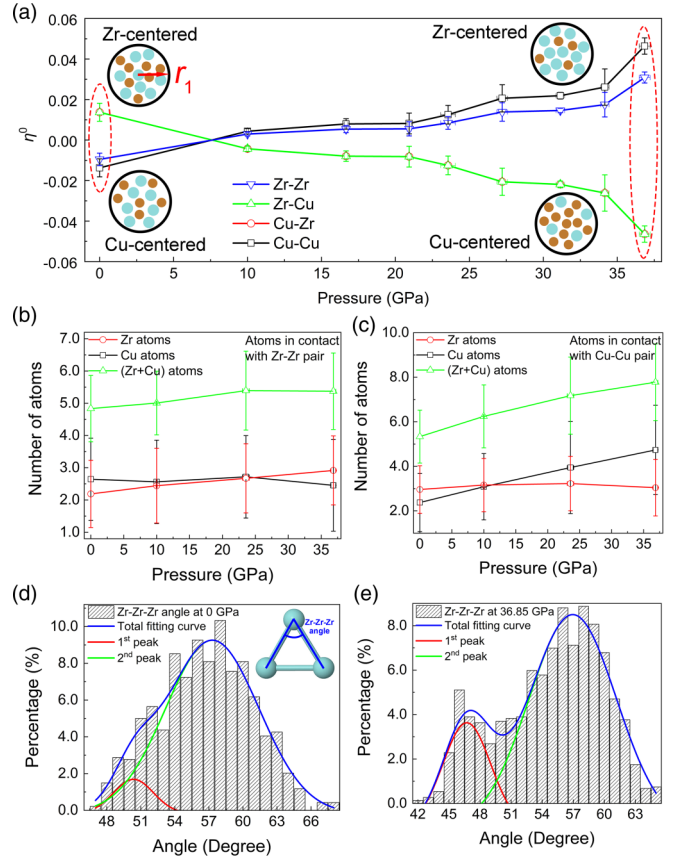 (a)
Zr-centered
Zr-centered
r1
0.06
0.04
0.02
0.00
-0.02
-0.04
-0.06
η0
Zr-Zr
Zr-Cu
Cu-Zr
Cu-Cu
Cu-centered
Cu-centered
0 5 10 15 20 25 30 35
Pressure (GPa)
(b)
Zr atoms
Cu atoms
(Zr+Cu) atoms
Atoms in contact
with Zr-Zr pair
7.0
6.0
5.0
4.0
3.0
2.0
1.0
Number of atoms
0 5 10 15 20 25 30 35
Pressure (GPa)
(c)
Zr atoms
Cu atoms
(Zr+Cu) atoms
Atoms in contact
with Cu-Cu pair
10.0
8.0
6.0
4.0
2.0
Number of atoms
0 5 10 15 20 25 30 35
Pressure (GPa)
(d)
Zr-Zr-Zr angle at 0 GPa
Total fitting curve
1st peak
2nd peak
Zr-Zr-Zr
angle
10.0
8.0
6.0
4.0
2.0
0.0
Percentage (%)
48 51 54 57 60 63 66
Angle (Degree)
(e)
Zr-Zr-Zr at 36.85 GPa
Total fitting curve
1st peak
2nd peak
8.0
6.0
4.0
2.0
0.0
Percentage (%)
42 45 48 51 54 57 60 63
Angle (Degree)